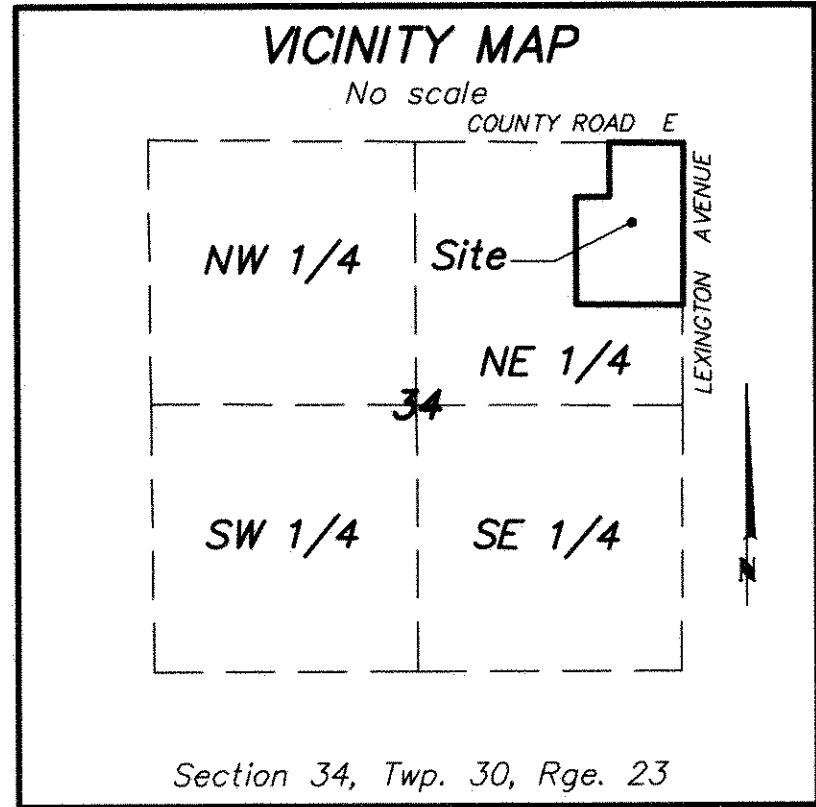 VICINITY MAP
No scale
COUNTY ROAD E
LEXINGTON AVENUE
NW 1/4
Site
NE 1/4
34
SW 1/4
SE 1/4
N
Section 34, Twp. 30, Rge. 23